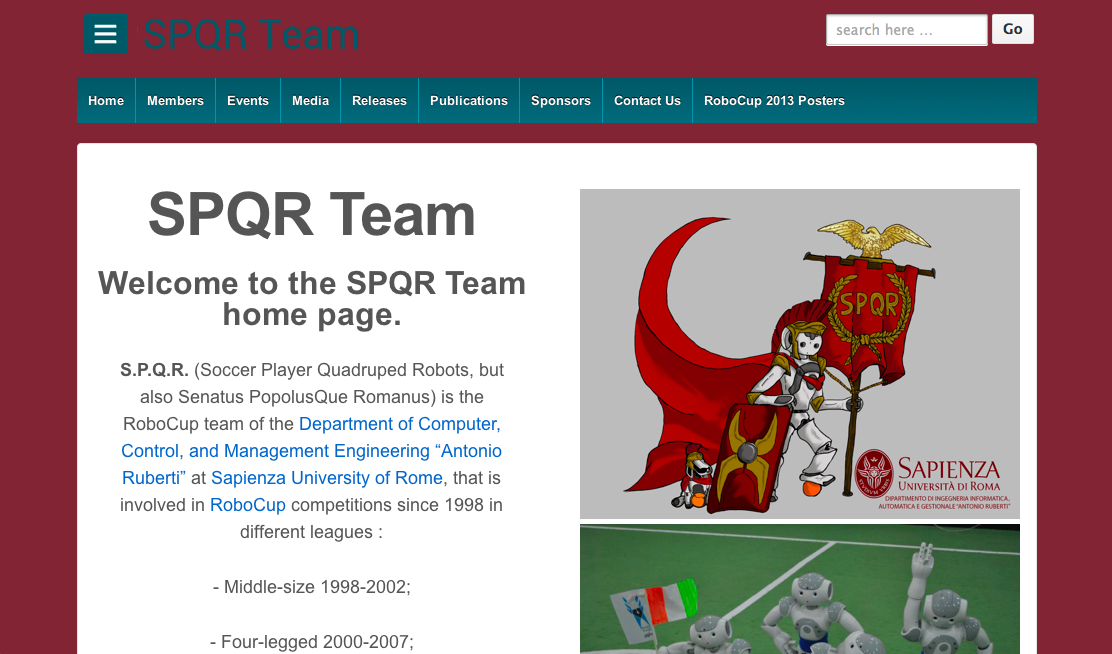 SPQR Team
search here ...
Go
Home
Members
Events
Media
Releases
Publications
Sponsors
Contact Us
RoboCup 2013 Posters
SPQR Team
Welcome to the SPQR Team
home page.
S.P.Q.R. (Soccer Player Quadruped Robots, but
also Senatus PopolusQue Romanus) is the
RoboCup team of the Department of Computer,
Control, and Management Engineering “Antonio
Ruberti” at Sapienza University of Rome, that is
involved in RoboCup competitions since 1998 in
different leagues :
- Middle-size 1998-2002;
- Four-legged 2000-2007;
SPQR
SAPIENZA
UNIVERSITÀ DI ROMA
DIPARTIMENTO DI INGEGNERIA INFORMATICA,
AUTOMATICA E GESTIONALE "ANTONIO RUBERTI"